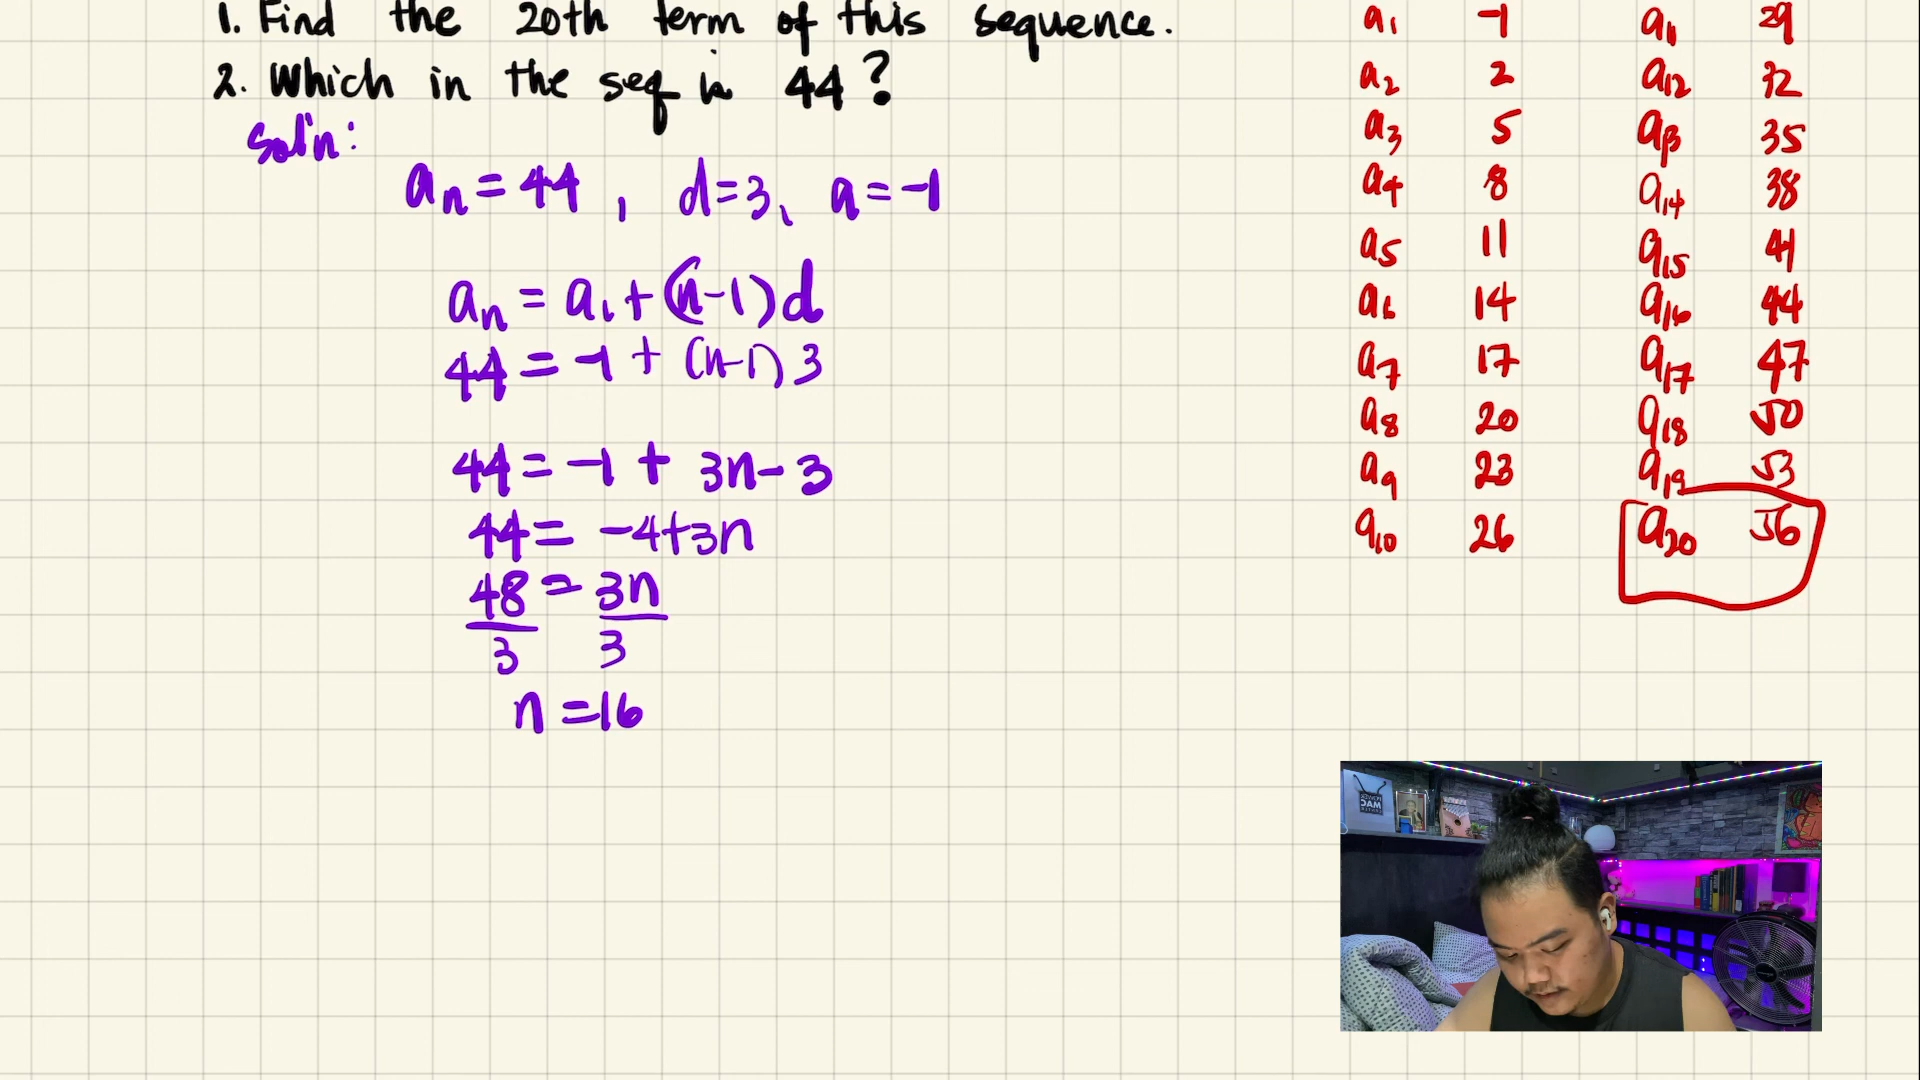 1. Find the 20th term of this sequence.
2. Which in the seq is 44?
Sol'n:
an = 44, d=3, a=-1
an = a1 + (n-1)d
44 = -1 + (n-1)3
44 = -1 + 3n-3
44 = -4+3n
48 = 3n
3 3
n =16
a1 -1
a2 2
a3 5
a4 8
a5 11
a6 14
a7 17
a8 20
a9 23
a10 26
a11 29
a12 32
a13 35
a14 38
a15 41
a16 44
a17 47
a18 50
a19 53
a20 56
POWER
MAC
CENTER